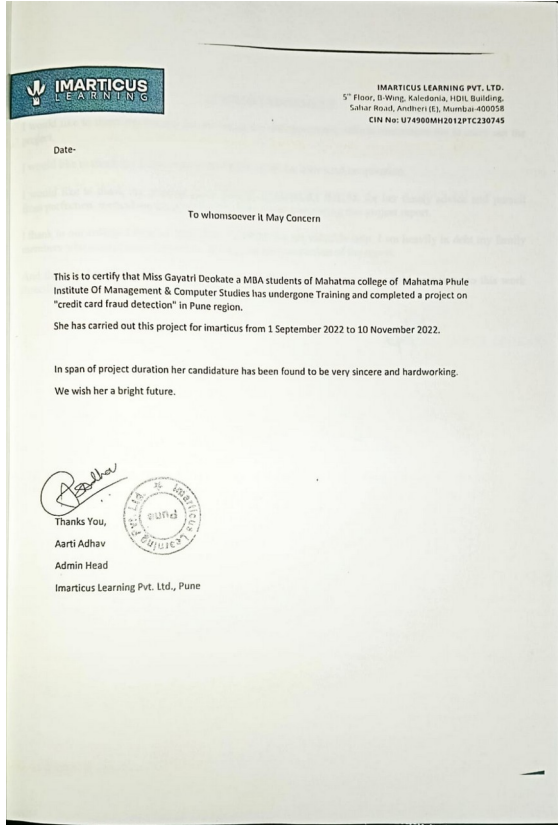 IMARTICUS
LEARNING
IMARTICUS LEARNING PVT. LTD.
5th Floor, B-Wing, Kaledonia, HDIL Building,
Sahar Road, Andheri (E), Mumbai-400058
CIN No: U74900MH2012PTC230745
Date-
To whomsoever it May Concern
This is to certify that Miss Gayatri Deokate a MBA students of Mahatma college of Mahatma Phule
Institute Of Management & Computer Studies has undergone Training and completed a project on
"credit card fraud detection" in Pune region.
She has carried out this project for imarticus from 1 September 2022 to 10 November 2022.
In span of project duration her candidature has been found to be very sincere and hardworking.
We wish her a bright future.
Imarticus Learning Pvt. Ltd.
Pune
Thanks You,
Aarti Adhav
Admin Head
Imarticus Learning Pvt. Ltd., Pune